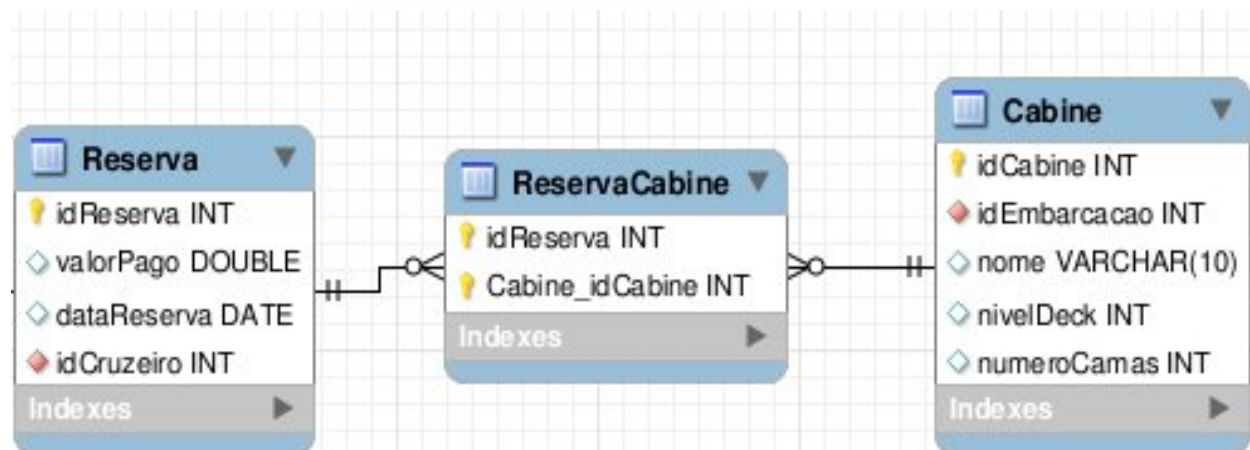 Reserva
idReserva INT
valorPago DOUBLE
dataReserva DATE
idCruzeiro INT
Indexes
ReservaCabine
idReserva INT
Cabine_idCabine INT
Indexes
Cabine
idCabine INT
idEmbarcacao INT
nome VARCHAR(10)
nivelDeck INT
numeroCamas INT
Indexes